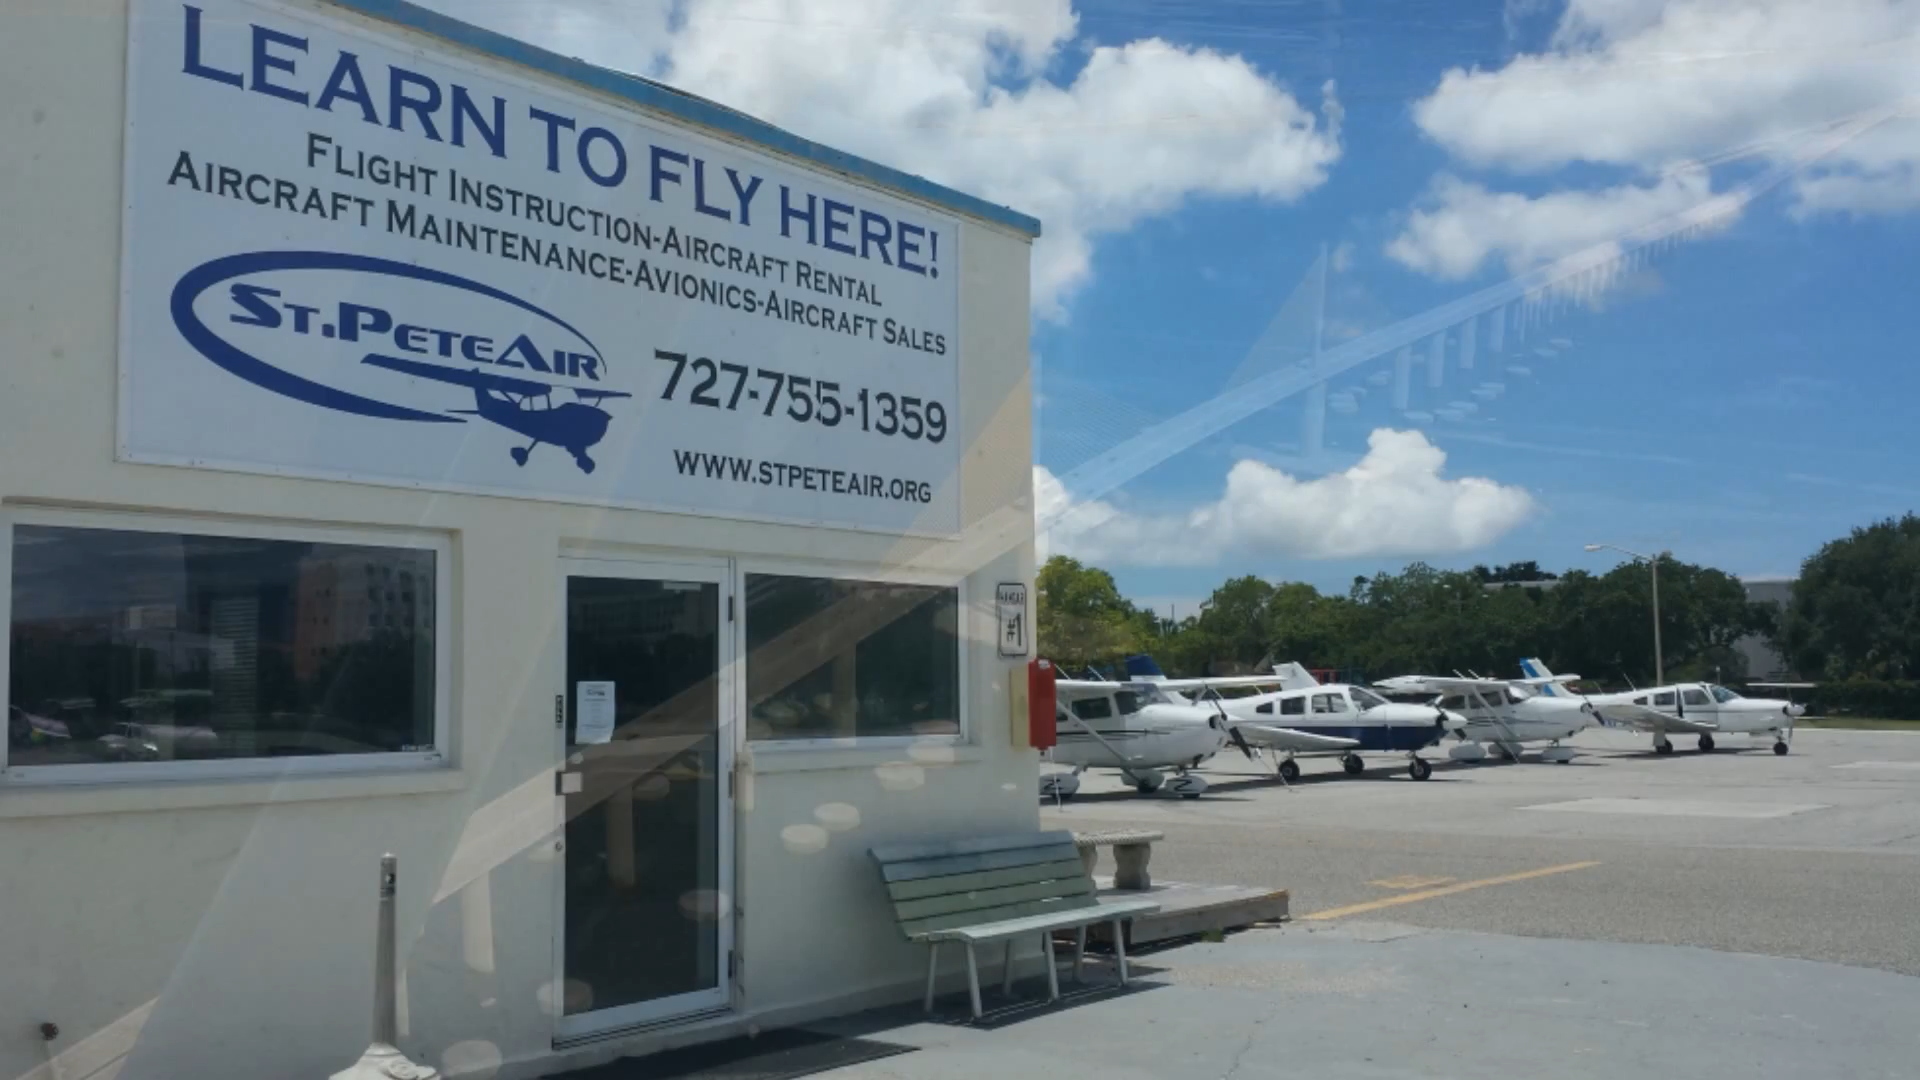 LEARN TO FLY HERE!
FLIGHT INSTRUCTION-AIRCRAFT RENTAL
AIRCRAFT MAINTENANCE-AVIONICS-AIRCRAFT SALES
ST.PETEAIR
727-755-1359
WWW.STPETEAIR.ORG
HANGAR
#1